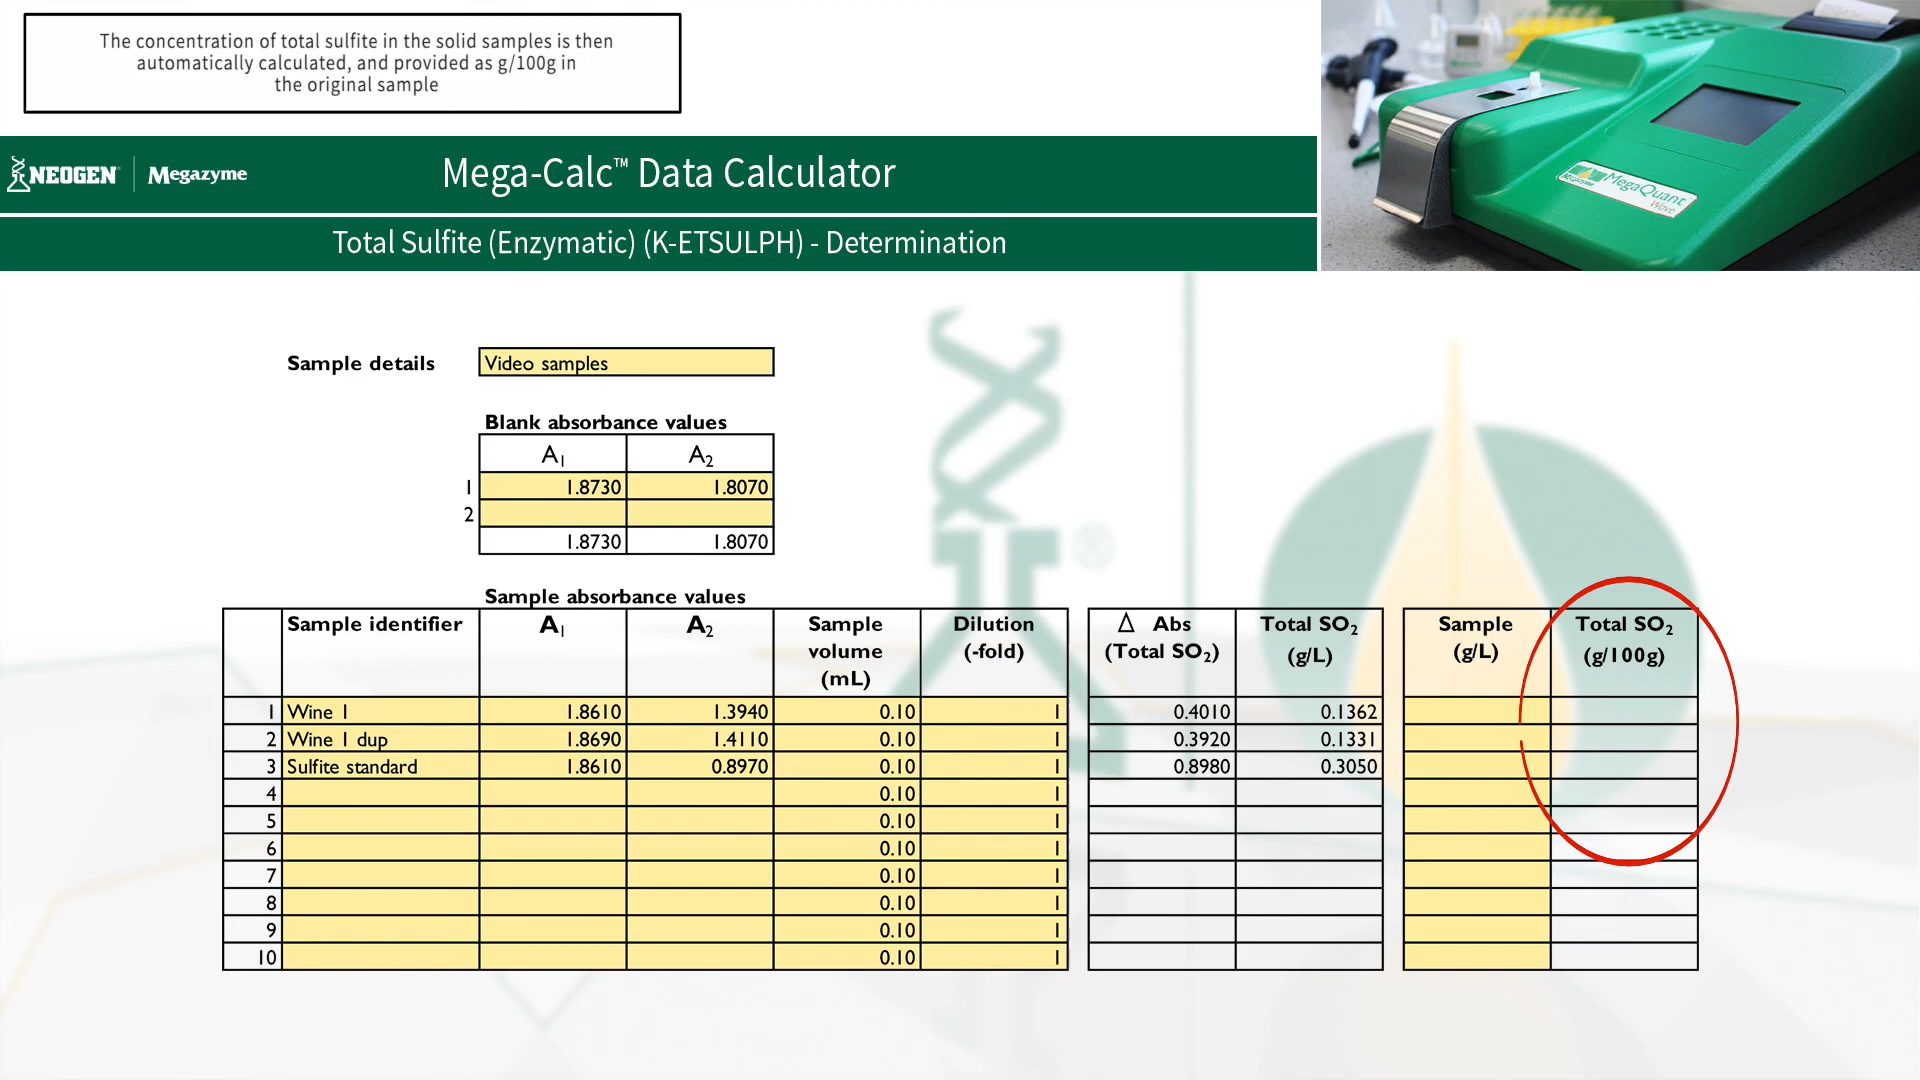 The concentration of total sulfite in the solid samples is then
automatically calculated, and provided as g/100g in
the original sample
NEOGEN Megazyme
Mega-Calc™ Data Calculator
Total Sulfite (Enzymatic) (K-ETSULPH) - Determination
Megazyme
MegaQuant
Wave
Sample details Video samples
Blank absorbance values
A₁ A₂
1 1.8730 1.8070
2
1.8730 1.8070
Sample absorbance values
Sample identifier A₁ A₂ Sample Dilution Δ Abs Total SO₂ Sample Total SO₂
volume (-fold) (Total SO₂) (g/L) (g/L) (g/100g)
(mL)
1 Wine 1 1.8610 1.3940 0.10 1 0.4010 0.1362
2 Wine 1 dup 1.8690 1.4110 0.10 1 0.3920 0.1331
3 Sulfite standard 1.8610 0.8970 0.10 1 0.8980 0.3050
4 0.10 1
5 0.10 1
6 0.10 1
7 0.10 1
8 0.10 1
9 0.10 1
10 0.10 1
®